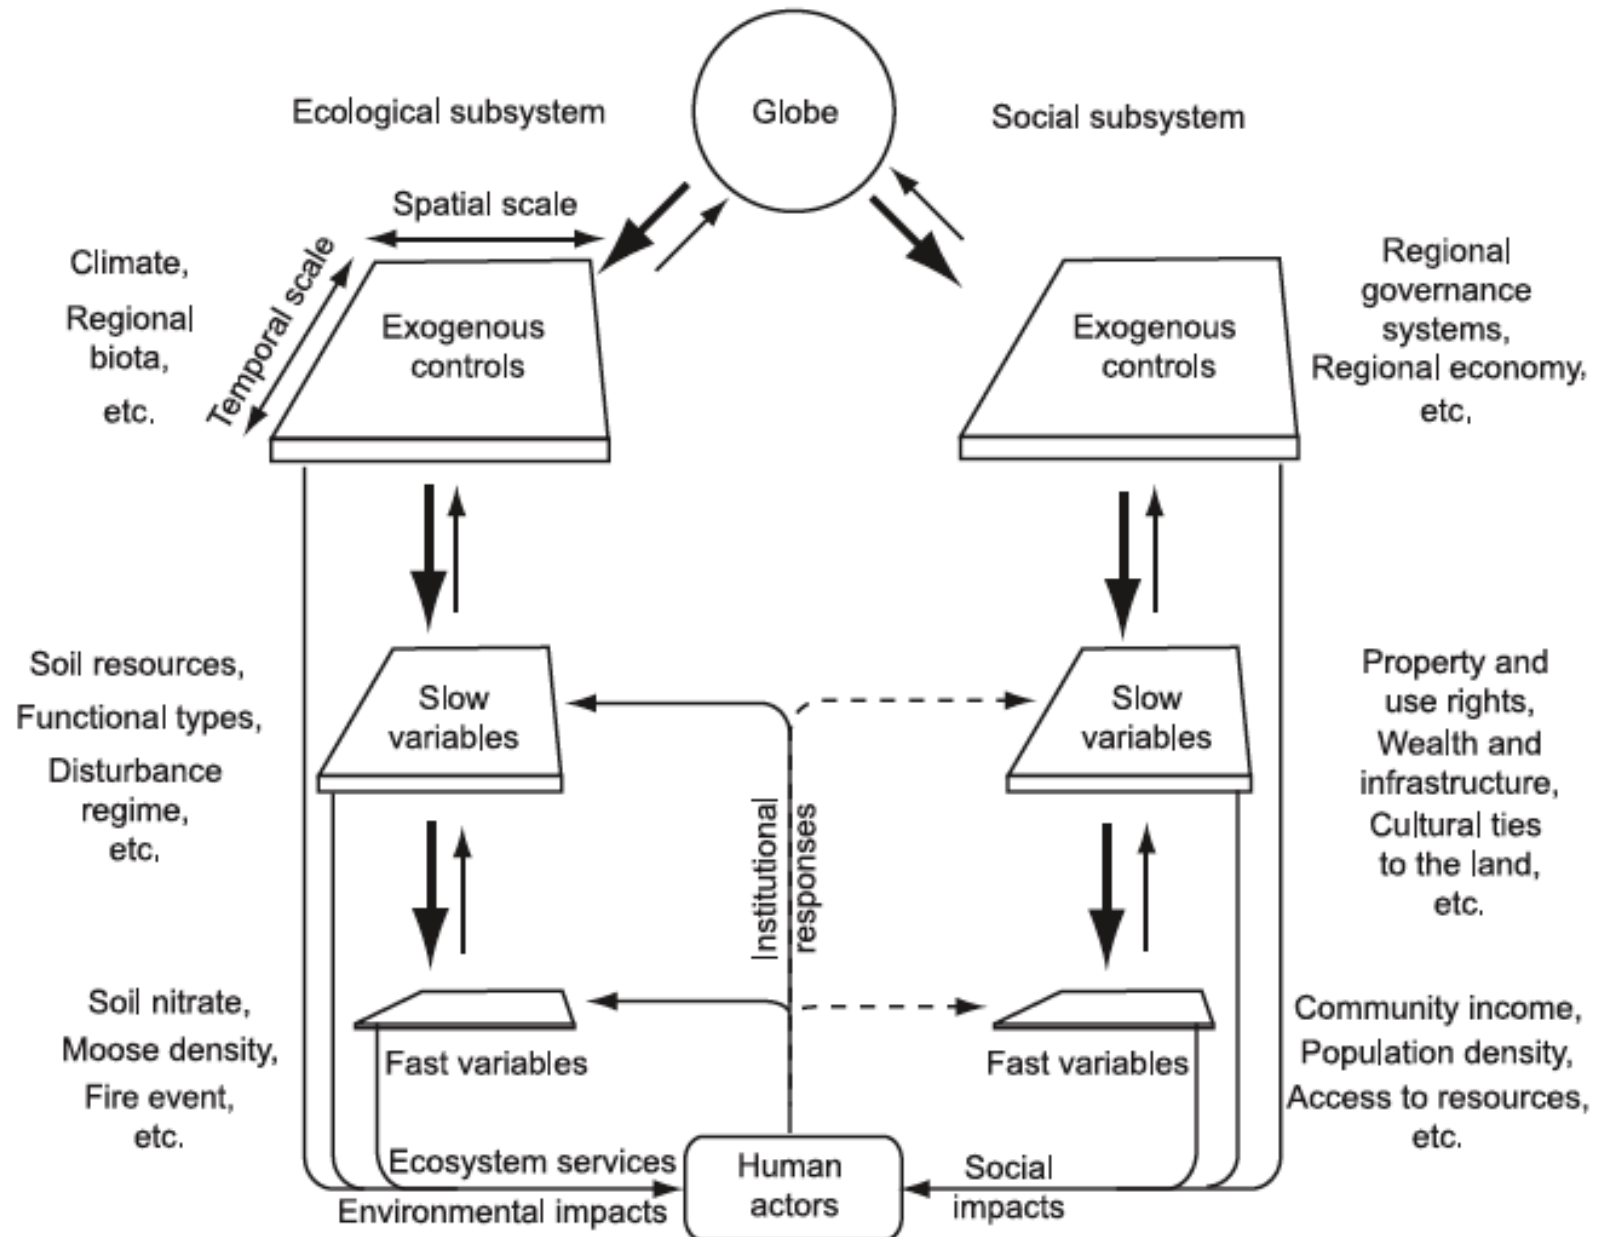 Globe
Ecological subsystem
Social subsystem
Spatial scale
Temporal scale
Climate,
Regional
biota,
etc.
Exogenous
controls
Exogenous
controls
Regional
governance
systems,
Regional economy,
etc,
Soil resources,
Functional types,
Disturbance
regime,
etc,
Slow
variables
Slow
variables
Property and
use rights,
Wealth and
infrastructure,
Cultural ties
to the land,
etc.
Institutional
responses
Soil nitrate,
Moose density,
Fire event,
etc.
Fast variables
Fast variables
Community income,
Population density,
Access to resources,
etc.
Ecosystem services
Environmental impacts
Human
actors
Social
impacts